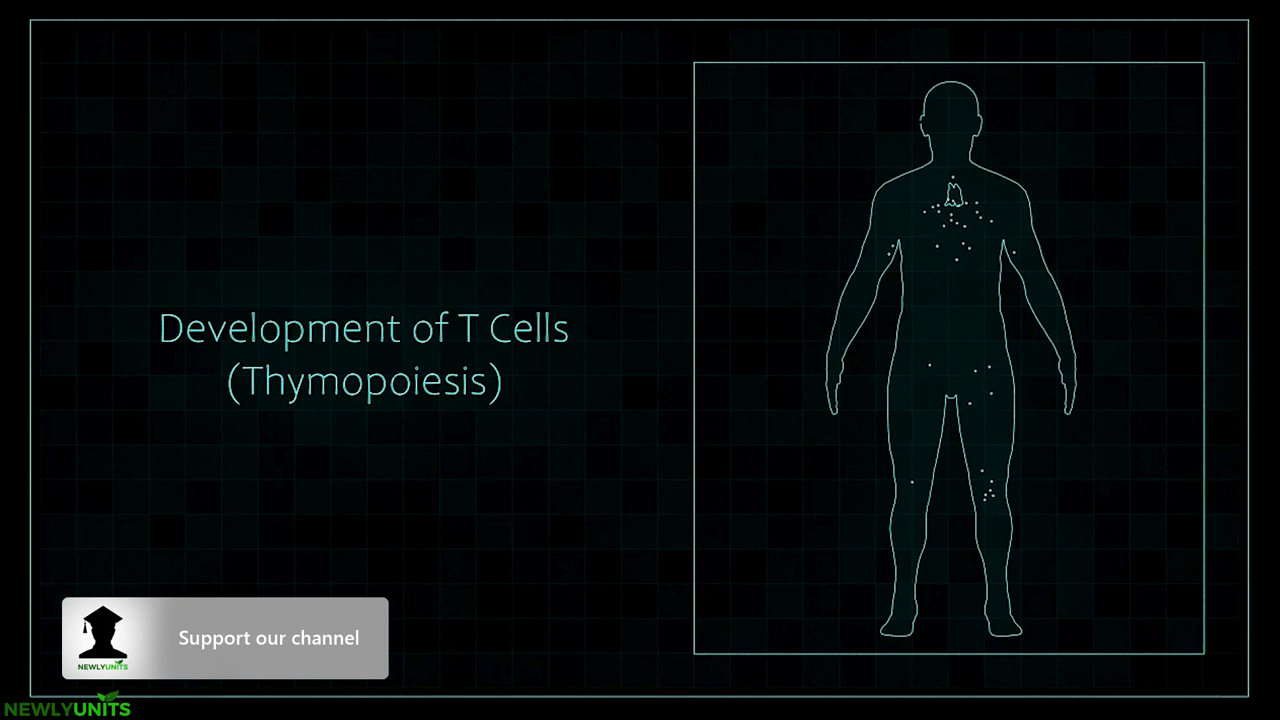 Development of T Cells
(Thymopoiesis)
NEWLYUNITS
Support our channel
NEWLYUNITS